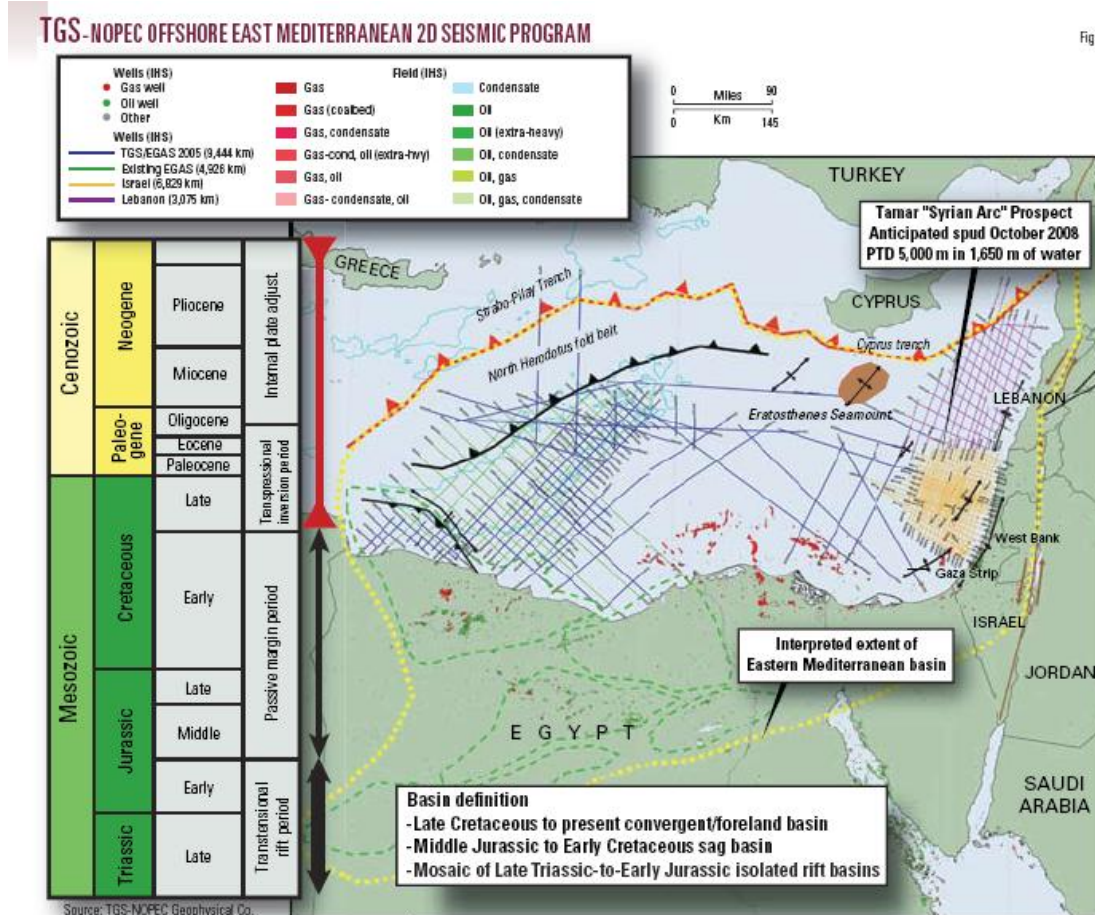 TGS-NOPEC OFFSHORE EAST MEDITERRANEAN 2D SEISMIC PROGRAM
Fig
Wells (IHS)
Gas well
Oil well
Other
Wells (IHS)
TGS/EGAS 2005 (9,444 km)
Existing EGAS (4,926 km)
Israel (6,829 km)
Lebanon (3,075 km)
Field (IHS)
Gas
Gas (coalbed)
Gas, condensate
Gas-cond, oil (extra-hvy)
Gas, oil
Gas- condensate, oil
Condensate
Oil
Oil (extra-heavy)
Oil, condensate
Oil, gas
Oil, gas, condensate
0 Miles 90
0 Km 145
TURKEY
Tamar "Syrian Arc" Prospect
Anticipated spud October 2008
PTD 5,000 m in 1,650 m of water
GREECE
Strabo-Pilay Trench
CYPRUS
North Herodotus fold belt
Cyprus trench
Eratosthenes Seamount
LEBANON
West Bank
Gaza Strip
ISRAEL
Interpreted extent of
Eastern Mediterranean basin
JORDAN
EGYPT
SAUDI
ARABIA
Basin definition
-Late Cretaceous to present convergent/foreland basin
-Middle Jurassic to Early Cretaceous sag basin
-Mosaic of Late Triassic-to-Early Jurassic isolated rift basins
Cenozoic
Neogene
Pliocene
Miocene
Internal plate adjust.
Paleo-
gene
Oligocene
Eocene
Paleocene
Transpressional
inversion period
Mesozoic
Cretaceous
Late
Early
Passive margin period
Jurassic
Late
Middle
Early
Transtensional
rift period
Triassic
Late
Source: TGS-NOPEC Geophysical Co.